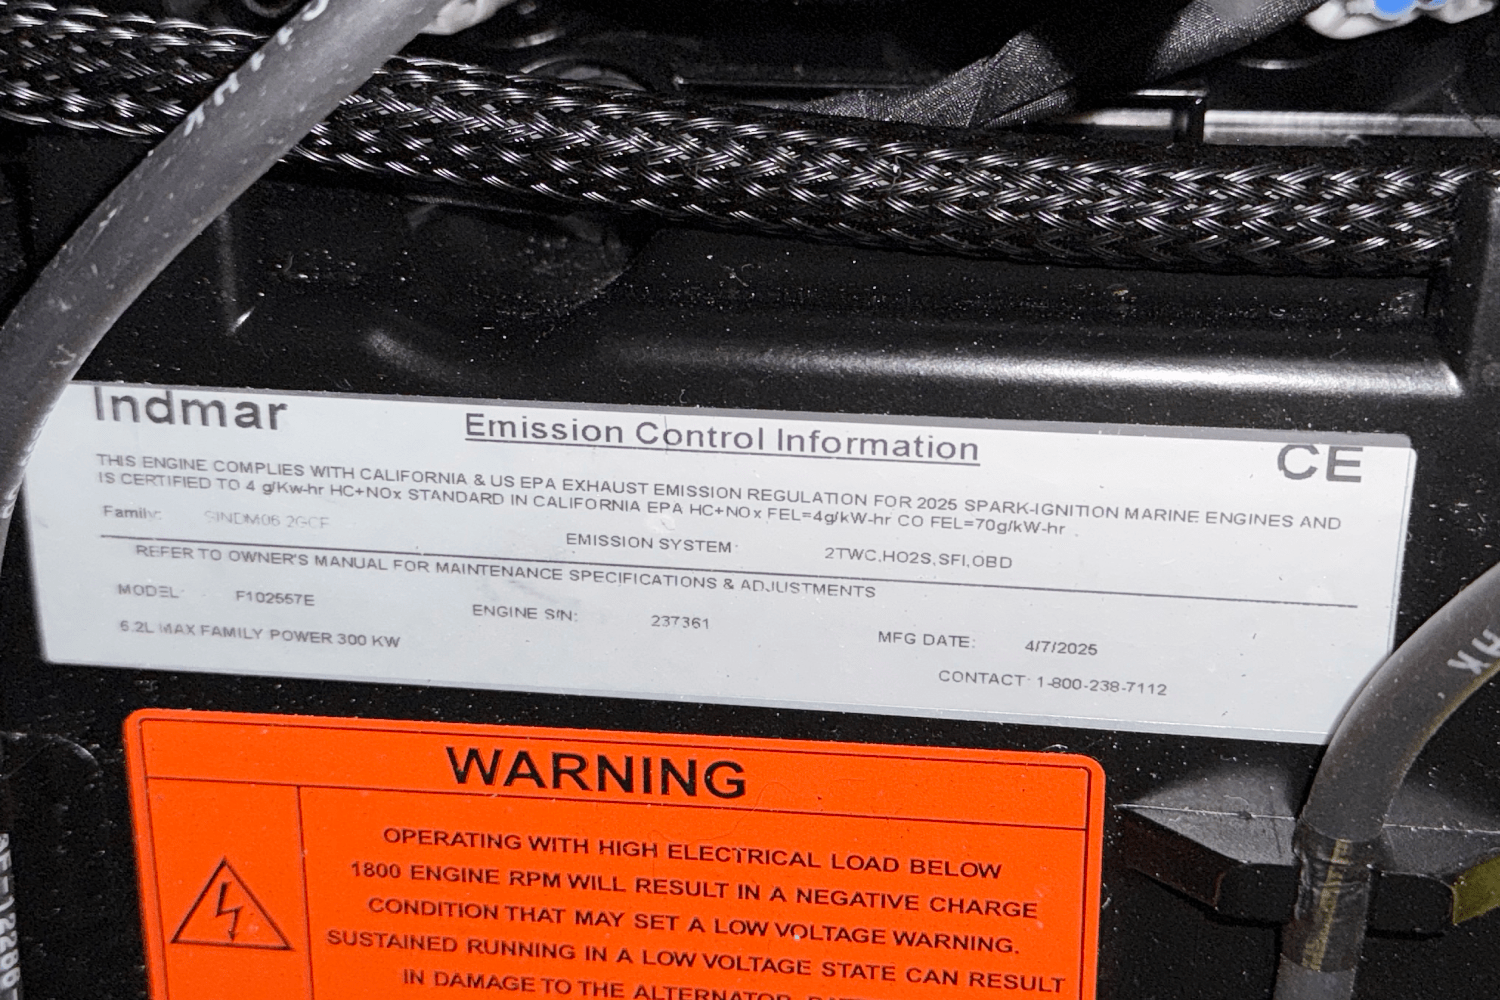 Indmar
Emission Control Information
CE
THIS ENGINE COMPLIES WITH CALIFORNIA & US EPA EXHAUST EMISSION REGULATION FOR 2025 SPARK-IGNITION MARINE ENGINES AND
IS CERTIFIED TO 4 g/Kw-hr HC+NOx STANDARD IN CALIFORNIA EPA HC+NOx FEL=4g/kW-hr CO FEL=70g/kW-hr
Family:
EMISSION SYSTEM: 2TWC,HO2S,SFI,OBD
REFER TO OWNER'S MANUAL FOR MAINTENANCE SPECIFICATIONS & ADJUSTMENTS
MODEL: F102557E ENGINE S/N: 237361 MFG DATE: 4/7/2025
6.2L MAX FAMILY POWER 300 KW
CONTACT: 1-800-238-7112
WARNING
OPERATING WITH HIGH ELECTRICAL LOAD BELOW
1800 ENGINE RPM WILL RESULT IN A NEGATIVE CHARGE
CONDITION THAT MAY SET A LOW VOLTAGE WARNING.
SUSTAINED RUNNING IN A LOW VOLTAGE STATE CAN RESULT
IN DAMAGE TO THE ALTERNATOR